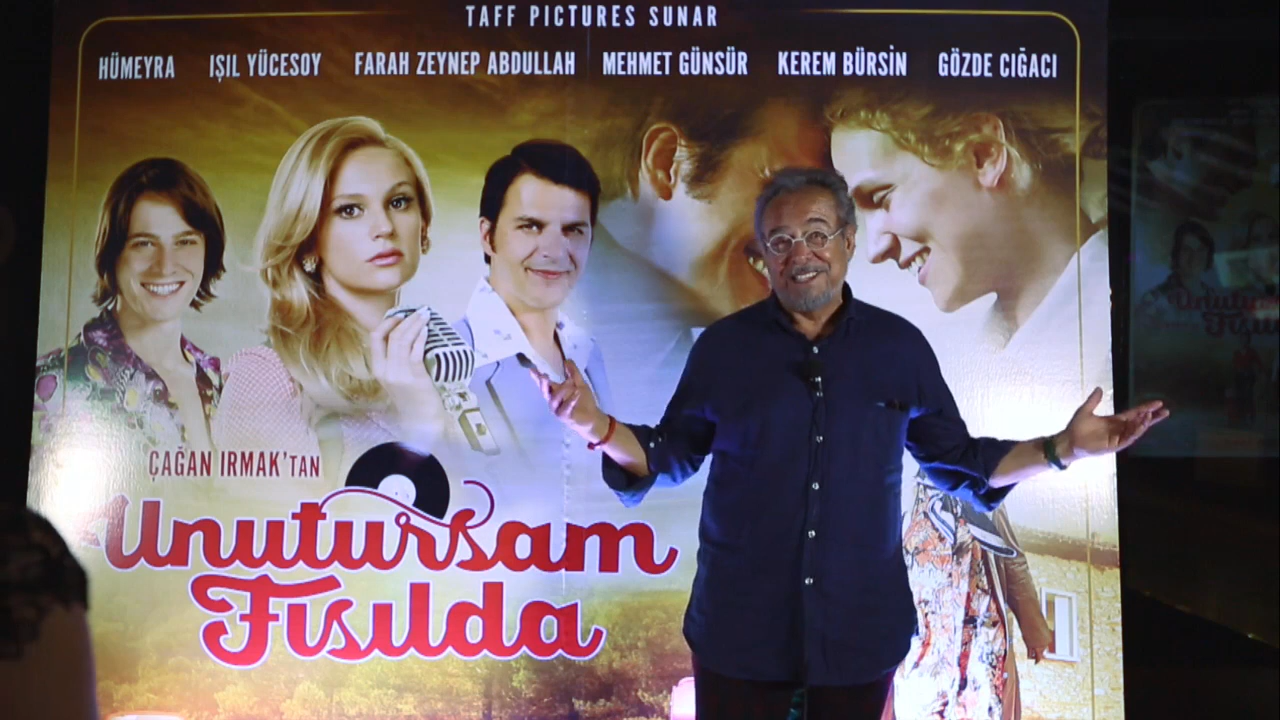 TAFF PICTURES SUNAR
HÜMEYRA IŞIL YÜCESOY FARAH ZEYNEP ABDULLAH MEHMET GÜNSÜR KEREM BÜRSİN GÖZDE CIĞACI
ÇAĞAN IRMAK'TAN
Unutursam
Fısılda